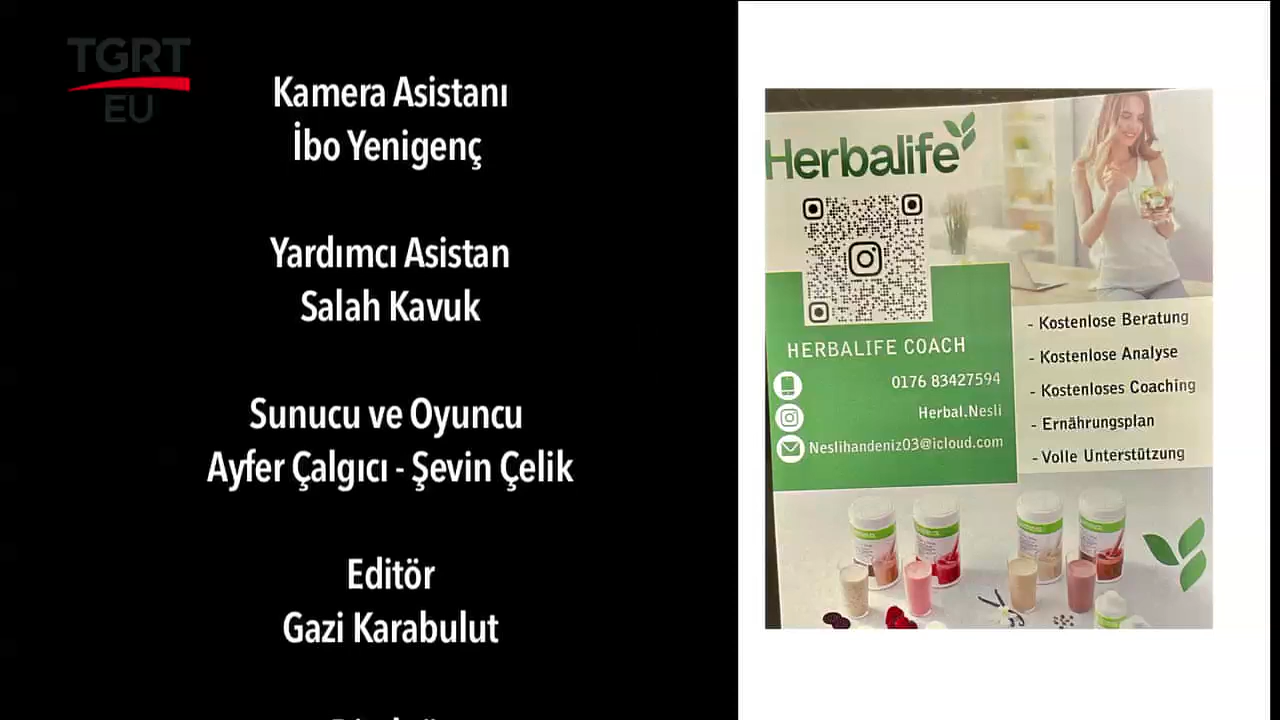 TGRT
EU
Kamera Asistanı
İbo Yenigenç
Yardımcı Asistan
Salah Kavuk
Sunucu ve Oyuncu
Ayfer Çalgıcı - Şevin Çelik
Editör
Gazi Karabulut
Herbalife
HERBALIFE COACH
0176 83427594
Herbal.Nesli
Neslihandeniz03@icloud.com
- Kostenlose Beratung
- Kostenlose Analyse
- Kostenloses Coaching
- Ernährungsplan
- Volle Unterstützung